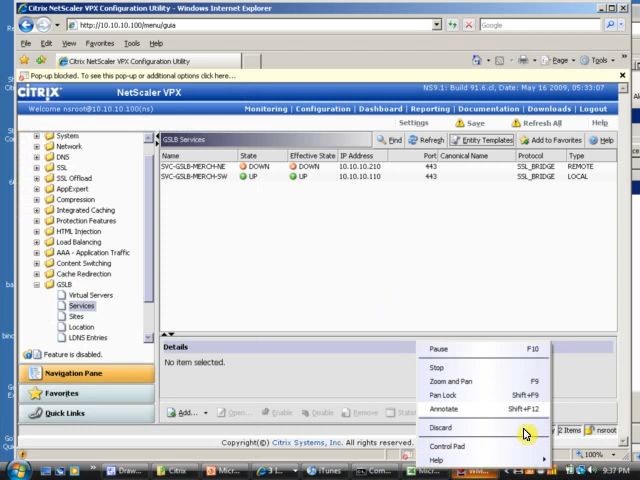 Citrix NetScaler VPX Configuration Utility - Windows Internet Explorer
http://10.10.10.100/menu/guia
Google
File Edit View Favorites Tools Help
Citrix NetScaler VPX Configuration Utility
Page Tools
Pop-up blocked. To see this pop-up or additional options click here...
CITRIX NetScaler VPX
NS9.1: Build 91.6.cl, Date: May 16 2009, 05:33:07
Welcome nsroot@10.10.10.100(ns)
Monitoring | Configuration | Dashboard | Reporting | Documentation | Downloads | Logout
Settings Save Refresh All Help
System
Network
DNS
SSL
SSL Offload
AppExpert
Compression
Integrated Caching
Protection Features
HTML Injection
Load Balancing
AAA - Application Traffic
Content Switching
Cache Redirection
GSLB
Virtual Servers
Services
Sites
Location
LDNS Entries
Feature is disabled.
Navigation Pane
Favorites
Quick Links
GSLB Services
Find Refresh Entity Templates Add to Favorites Help
Name State Effective State IP Address Port Canonical Name Protocol Type
SVC-GSLB-MERCH-NE DOWN DOWN 10.10.10.210 443 SSL_BRIDGE REMOTE
SVC-GSLB-MERCH-SW UP UP 10.10.10.110 443 SSL_BRIDGE LOCAL
Details
No item selected.
Add... Open... Enable Disable Remove
2 Items nsroot
Pause F10
Stop
Zoom and Pan F9
Pan Lock Shift+F9
Annotate Shift+F12
Discard
Control Pad
Help
Copyright(©) Citrix Systems, Inc. All rights reserved.
100%
Draw... Citrix Micr... 3 I... iTunes Com... Micr... WM... 9:37 PM